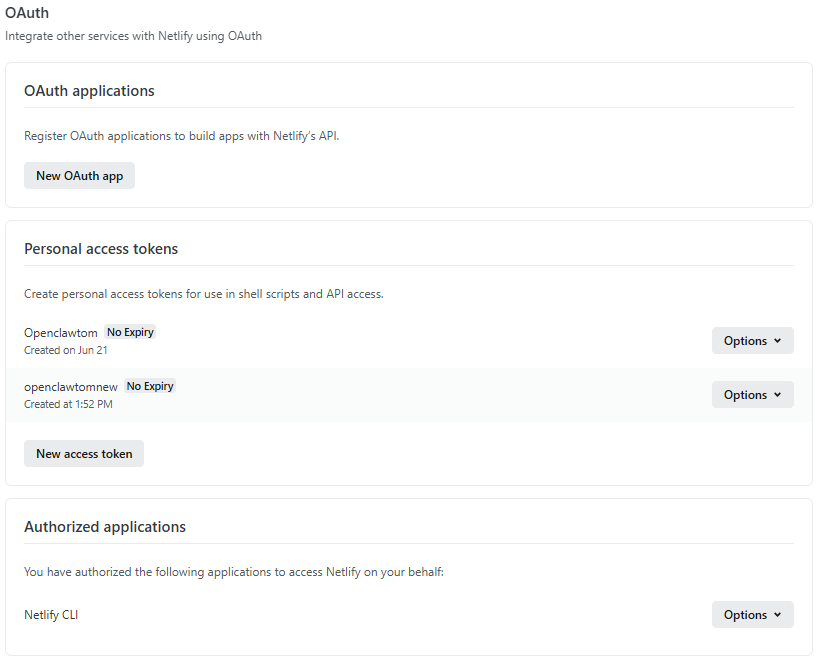 OAuth
Integrate other services with Netlify using OAuth
OAuth applications
Register OAuth applications to build apps with Netlify's API.
New OAuth app
Personal access tokens
Create personal access tokens for use in shell scripts and API access.
Openclawtom No Expiry
Created on Jun 21
Options
openclawtomnew No Expiry
Created at 1:52 PM
Options
New access token
Authorized applications
You have authorized the following applications to access Netlify on your behalf:
Netlify CLI
Options